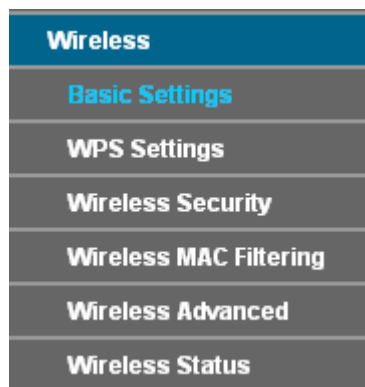 Wireless
Basic Settings
WPS Settings
Wireless Security
Wireless MAC Filtering
Wireless Advanced
Wireless Status